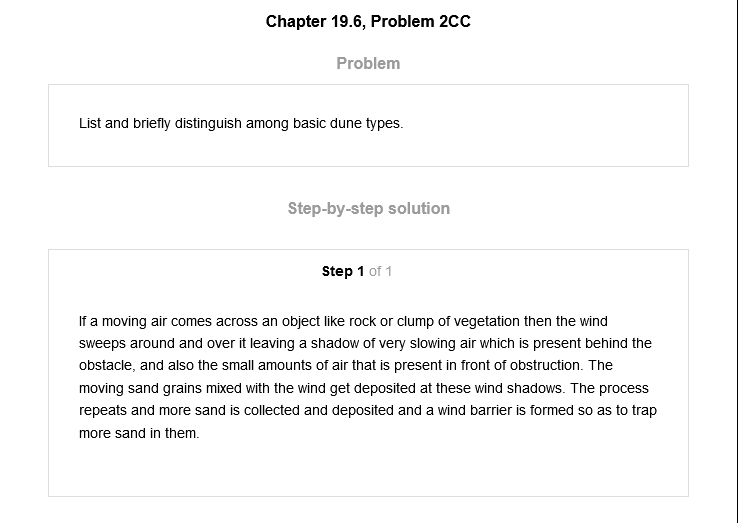 Chapter 19.6, Problem 2CC
Problem
List and briefly distinguish among basic dune types.
Step-by-step solution
Step 1 of 1
If a moving air comes across an object like rock or clump of vegetation then the wind
sweeps around and over it leaving a shadow of very slowing air which is present behind the
obstacle, and also the small amounts of air that is present in front of obstruction. The
moving sand grains mixed with the wind get deposited at these wind shadows. The process
repeats and more sand is collected and deposited and a wind barrier is formed so as to trap
more sand in them.